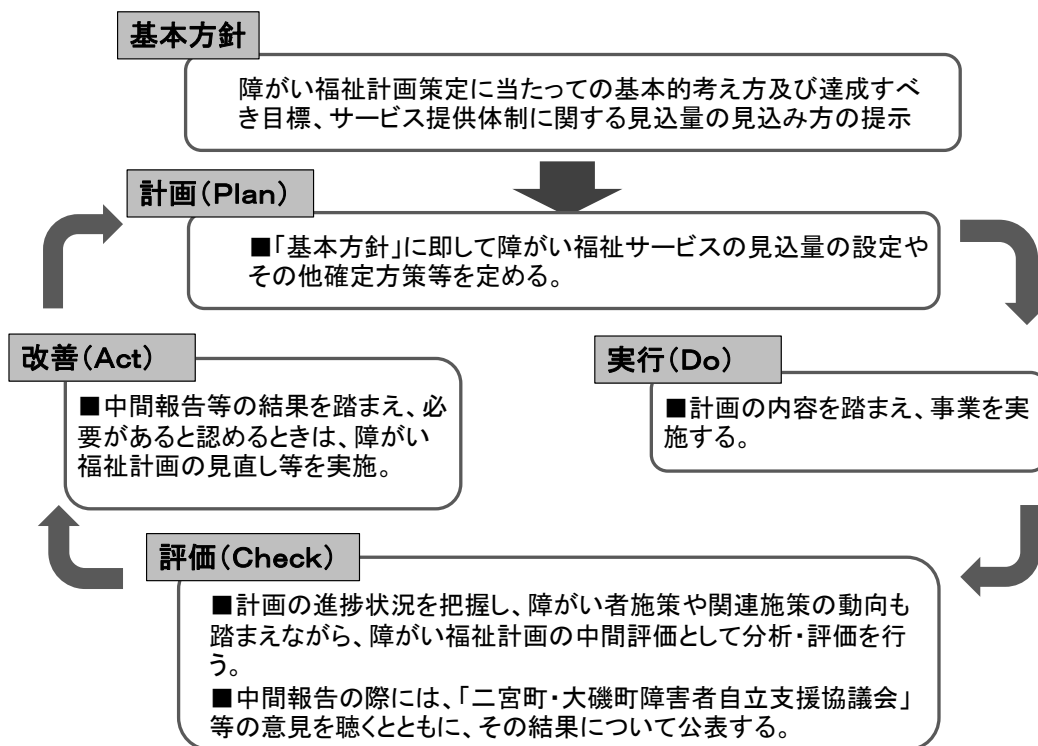 基本方針
障がい福祉計画策定に当たっての基本的考え方及び達成すべ
き目標、サービス提供体制に関する見込量の見込み方の提示
計画(Plan)
■「基本方針」に即して障がい福祉サービスの見込量の設定や
その他確定方策等を定める。
改善(Act)
■中間報告等の結果を踏まえ、必
要があると認めるときは、障がい
福祉計画の見直し等を実施。
実行(Do)
■計画の内容を踏まえ、事業を実
施する。
評価(Check)
■計画の進捗状況を把握し、障がい者施策や関連施策の動向も
踏まえながら、障がい福祉計画の中間評価として分析・評価を行
う。
■中間報告の際には、「二宮町・大磯町障害者自立支援協議会」
等の意見を聴くとともに、その結果について公表する。